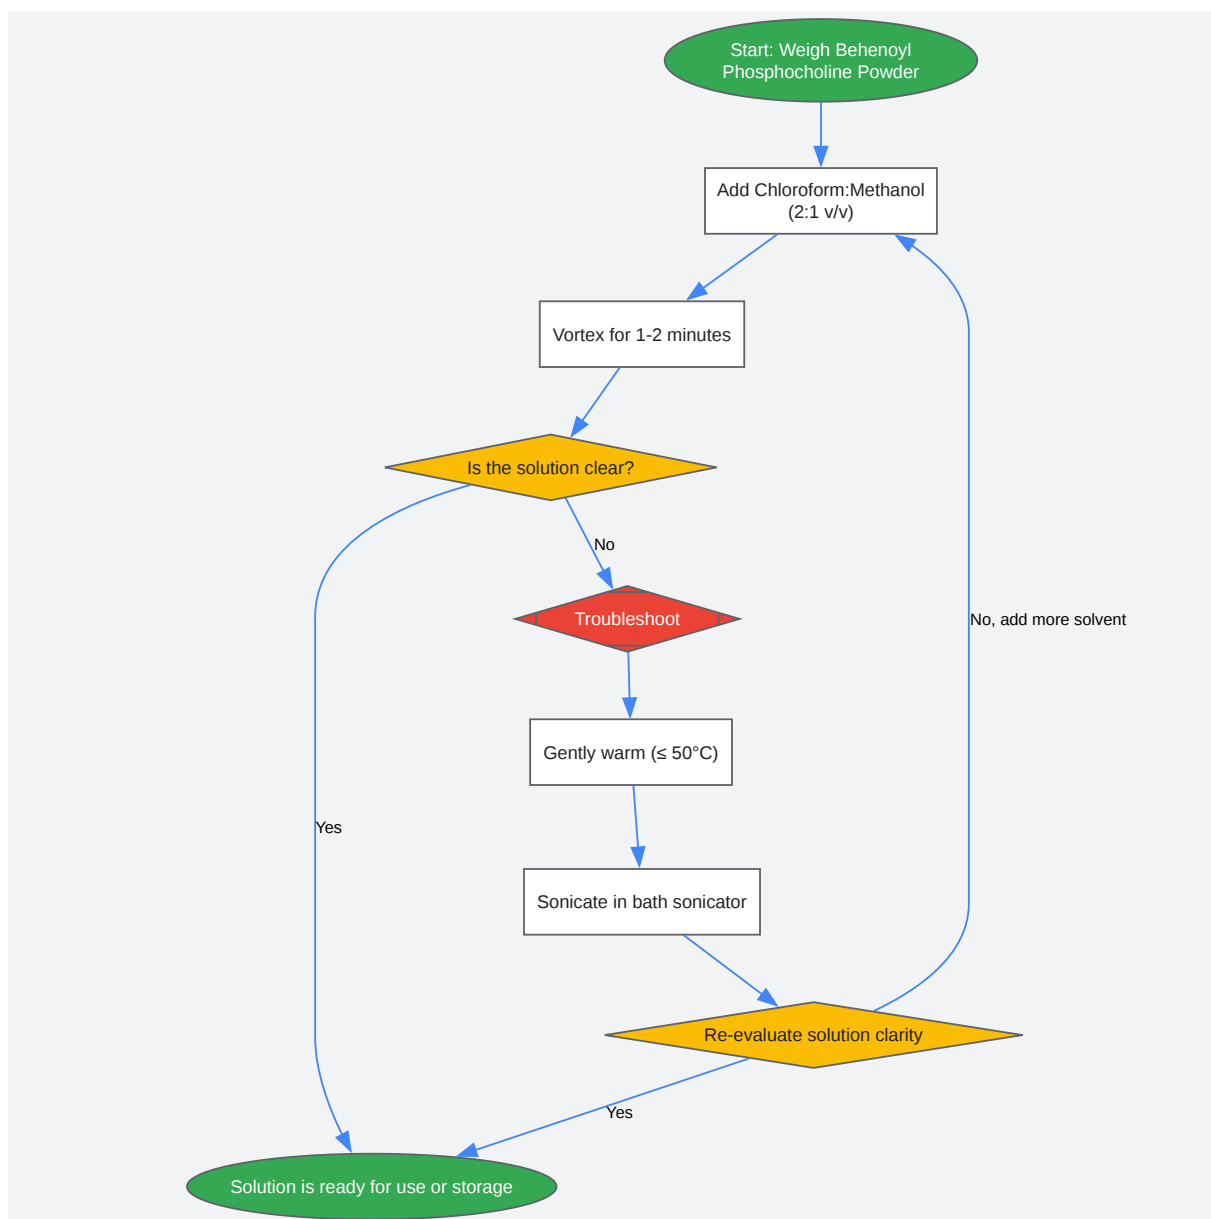 Start: Weigh Behenoyl
Phosphocholine Powder
Add Chloroform:Methanol
(2:1 v/v)
Vortex for 1-2 minutes
Is the solution clear?
No
Troubleshoot
No, add more solvent
Gently warm (≤ 50°C)
Yes
Sonicate in bath sonicator
Re-evaluate solution clarity
Yes
Solution is ready for use or storage